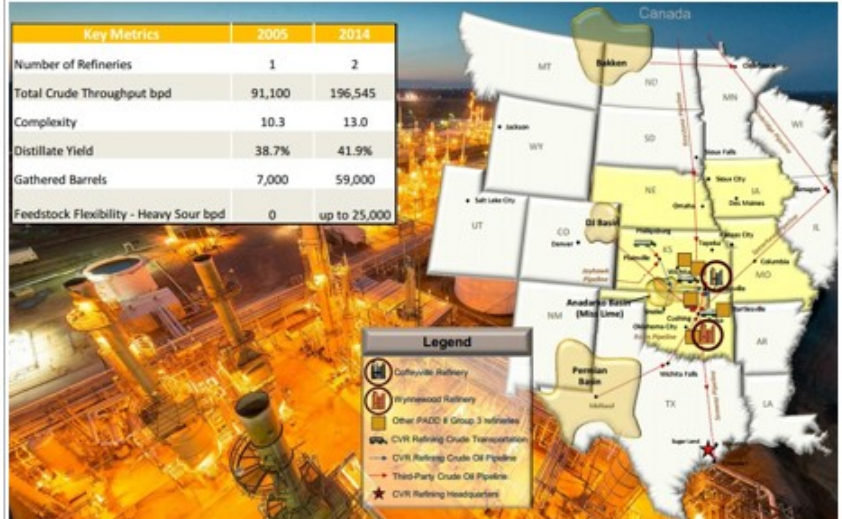 Key Metrics 2005 2014
Number of Refineries 1 2
Total Crude Throughput bpd 91,100 196,545
Complexity 10.3 13.0
Distillate Yield 38.7% 41.9%
Gathered Barrels 7,000 59,000
Feedstock Flexibility - Heavy Sour bpd 0 up to 25,000
Canada
Bakken
MT
ND
MN
WI
SD
Jackson
WY
Sioux Falls
Sioux City
NE
IA
Omaha
Des Moines
Salt Lake City
UT
IL
DJ Basin
CO
Denver
Phillipsburg
Plainville
KS
Topeka
Kansas City
Columbia
MO
Wichita
Jayhawk
Pipeline
Anadarko Basin
(Miss Lime)
Bartlesville
Cushing
Oklahoma City
NM
AR
Permian
Basin
Midland
Wichita Falls
TX
LA
Sugar Land
Legend
Coffeyville Refinery
Wynnewood Refinery
Other PADD II Group 3 refineries
CVR Refining Crude Transportation
CVR Refining Crude Oil Pipeline
Third-Party Crude Oil Pipeline
CVR Refining Headquarters